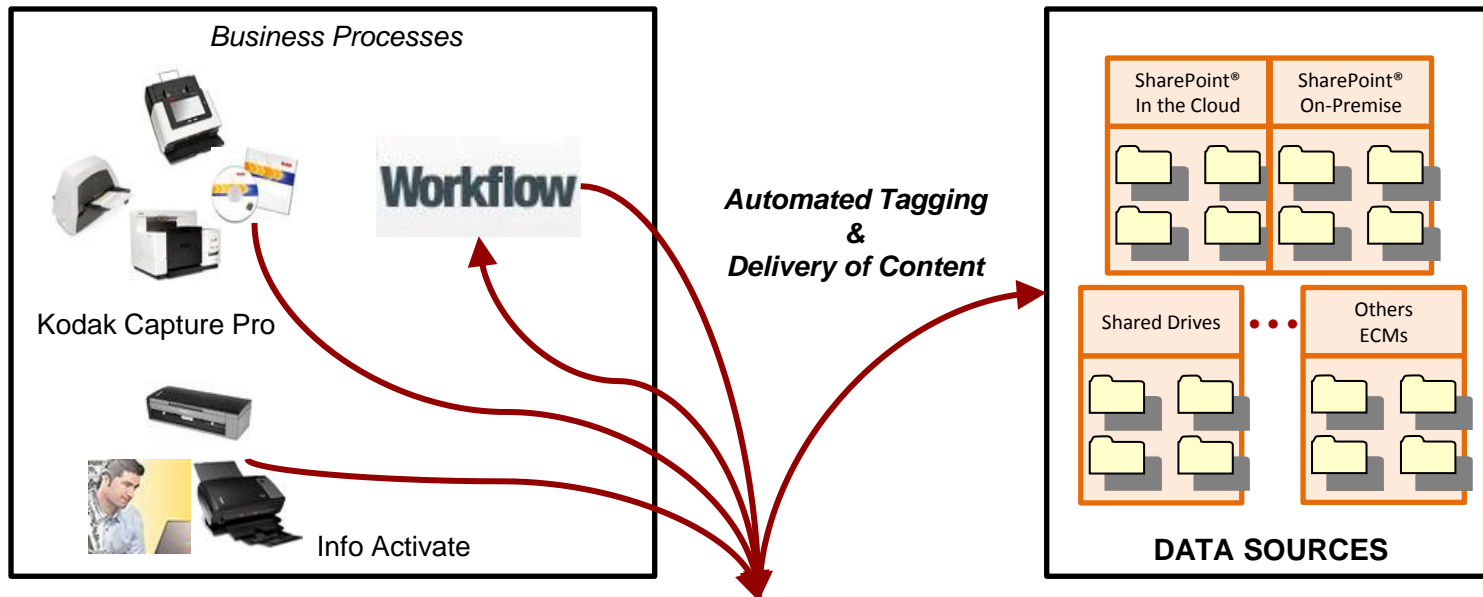 Business Processes
Workflow
Kodak Capture Pro
Info Activate
Automated Tagging
&
Delivery of Content
SharePoint®
In the Cloud
SharePoint®
On-Premise
Shared Drives
Others
ECMs
DATA SOURCES